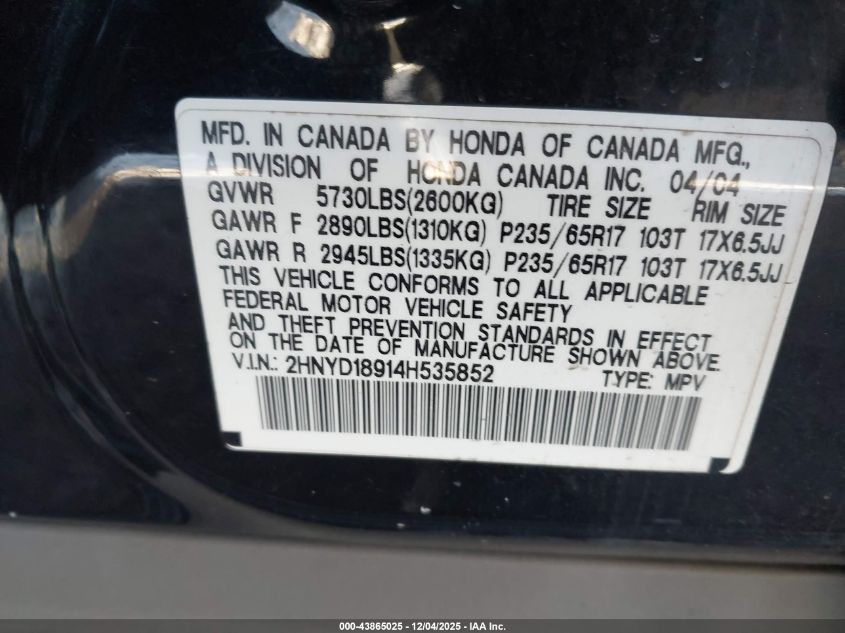 MFD. IN CANADA BY HONDA OF CANADA MFG.,
A DIVISION OF HONDA CANADA INC. 04/04
GVWR 5730LBS(2600KG) TIRE SIZE RIM SIZE
GAWR F 2890LBS(1310KG) P235/65R17 103T 17X6.5JJ
GAWR R 2945LBS(1335KG) P235/65R17 103T 17X6.5JJ
THIS VEHICLE CONFORMS TO ALL APPLICABLE
FEDERAL MOTOR VEHICLE SAFETY
AND THEFT PREVENTION STANDARDS IN EFFECT
ON THE DATE OF MANUFACTURE SHOWN ABOVE.
V.I.N.: 2HNYD18914H535852 TYPE: MPV
000-43865025 - 12/04/2025 - IAA Inc.